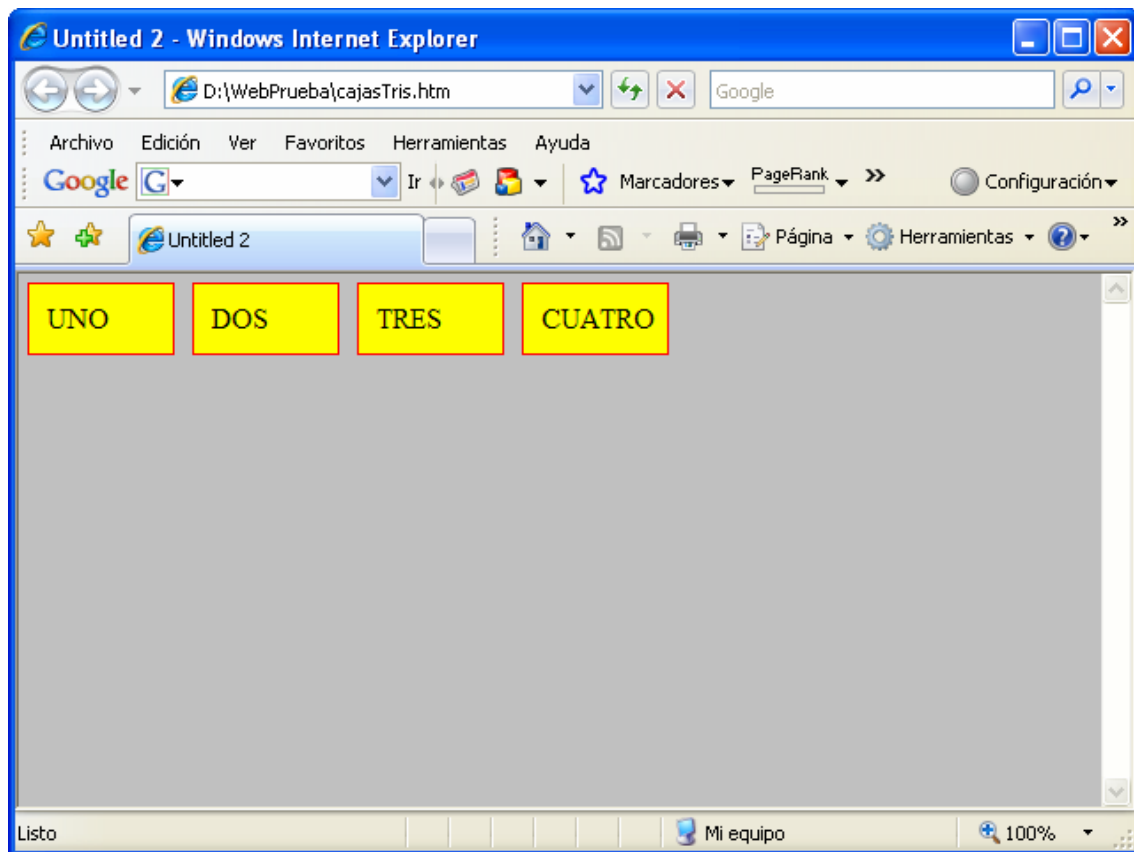 Untitled 2 - Windows Internet Explorer
D:\WebPrueba\cajasTris.htm Google
Archivo Edición Ver Favoritos Herramientas Ayuda
Google G Ir Marcadores PageRank Configuración
Untitled 2 Página Herramientas
UNO DOS TRES CUATRO
Listo Mi equipo 100%